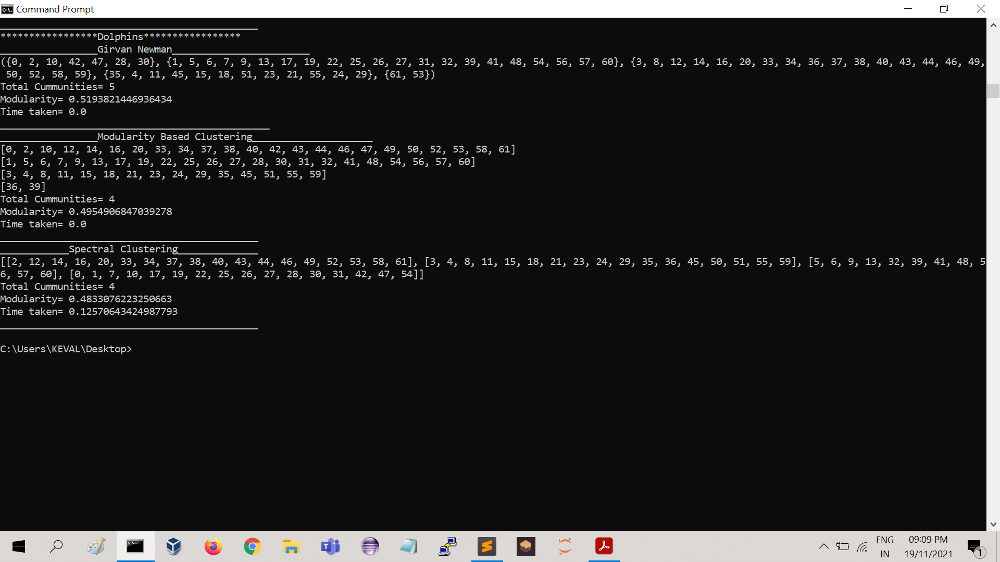 Command Prompt
_____________________________________________
*****************Dolphins*****************
_________________Girvan Newman________________________
({0, 2, 10, 42, 47, 28, 30}, {1, 5, 6, 7, 9, 13, 17, 19, 22, 25, 26, 27, 31, 32, 39, 41, 48, 54, 56, 57, 60}, {3, 8, 12, 14, 16, 20, 33, 34, 36, 37, 38, 40, 43, 44, 46, 49,
 50, 52, 58, 59}, {35, 4, 11, 45, 15, 18, 51, 23, 21, 55, 24, 29}, {61, 53})
Total Cummunities= 5
Modularity= 0.5193821446936434
Time taken= 0.0
_______________________________________________
_________________Modularity Based Clustering_____________________
[0, 2, 10, 12, 14, 16, 20, 33, 34, 37, 38, 40, 42, 43, 44, 46, 47, 49, 50, 52, 53, 58, 61]
[1, 5, 6, 7, 9, 13, 17, 19, 22, 25, 26, 27, 28, 30, 31, 32, 41, 48, 54, 56, 57, 60]
[3, 4, 8, 11, 15, 18, 21, 23, 24, 29, 35, 45, 51, 55, 59]
[36, 39]
Total Cummunities= 4
Modularity= 0.4954906847039278
Time taken= 0.0
_____________________________________________
____________Spectral Clustering______________
[[2, 12, 14, 16, 20, 33, 34, 37, 38, 40, 43, 44, 46, 49, 52, 53, 58, 61], [3, 4, 8, 11, 15, 18, 21, 23, 24, 29, 35, 36, 45, 50, 51, 55, 59], [5, 6, 9, 13, 32, 39, 41, 48, 5
6, 57, 60], [0, 1, 7, 10, 17, 19, 22, 25, 26, 27, 28, 30, 31, 42, 47, 54]]
Total Cummunities= 4
Modularity= 0.4833076223250663
Time taken= 0.12570643424987793
_____________________________________________
C:\Users\KEVAL\Desktop>
ENG
IN
09:09 PM
19/11/2021
1